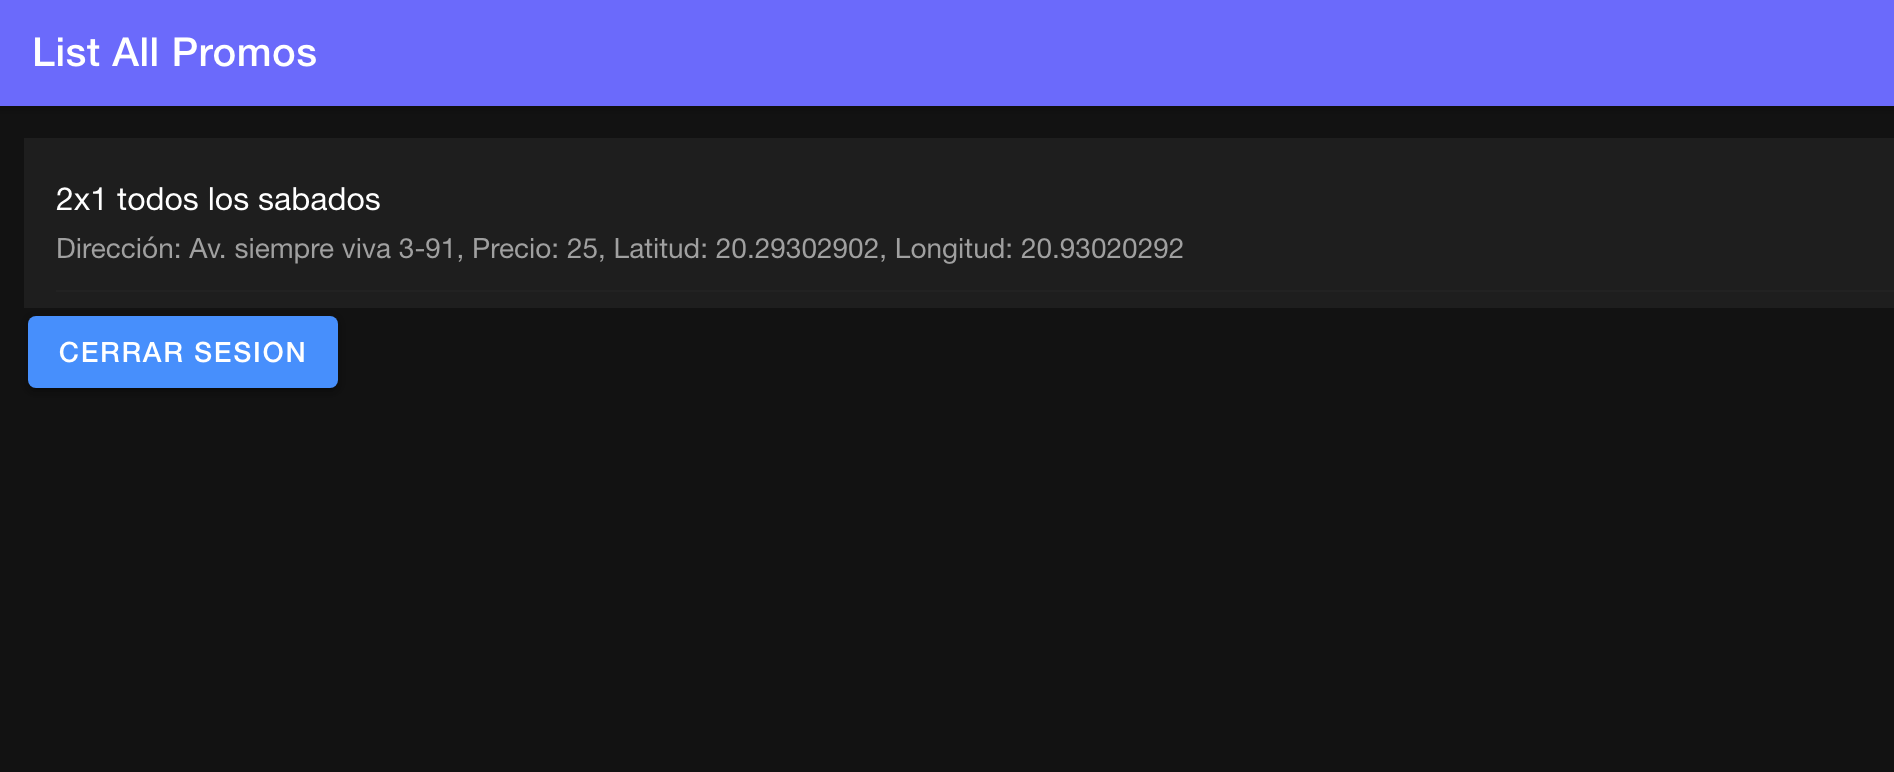 List All Promos
2x1 todos los sabados
Dirección: Av. siempre viva 3-91, Precio: 25, Latitud: 20.29302902, Longitud: 20.93020292
CERRAR SESION